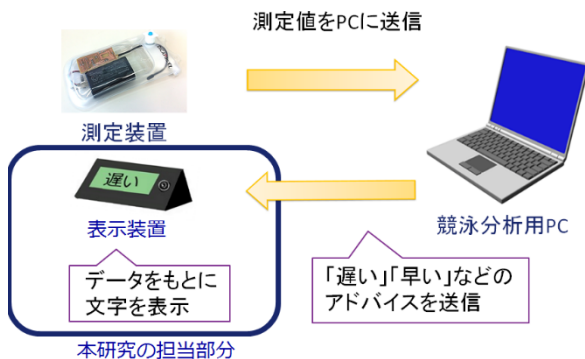 測定値をPCに送信
測定装置
遅い
表示装置
競泳分析用PC
データをもとに
文字を表示
「遅い」「早い」などの
アドバイスを送信
本研究の担当部分